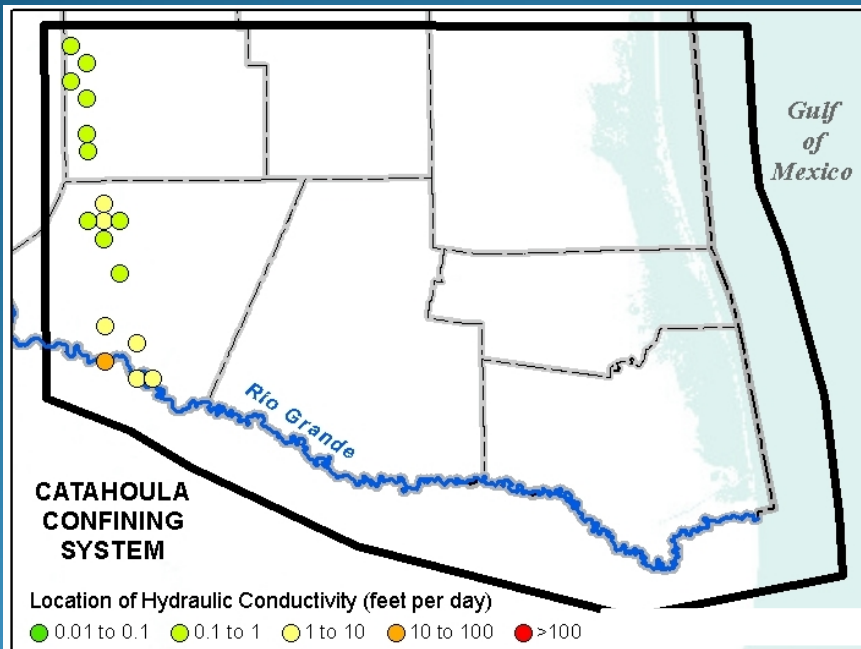 Gulf
of
Mexico
Rio Grande
CATAHOULA
CONFINING
SYSTEM
Location of Hydraulic Conductivity (feet per day)
0.01 to 0.1 0.1 to 1 1 to 10 10 to 100 >100